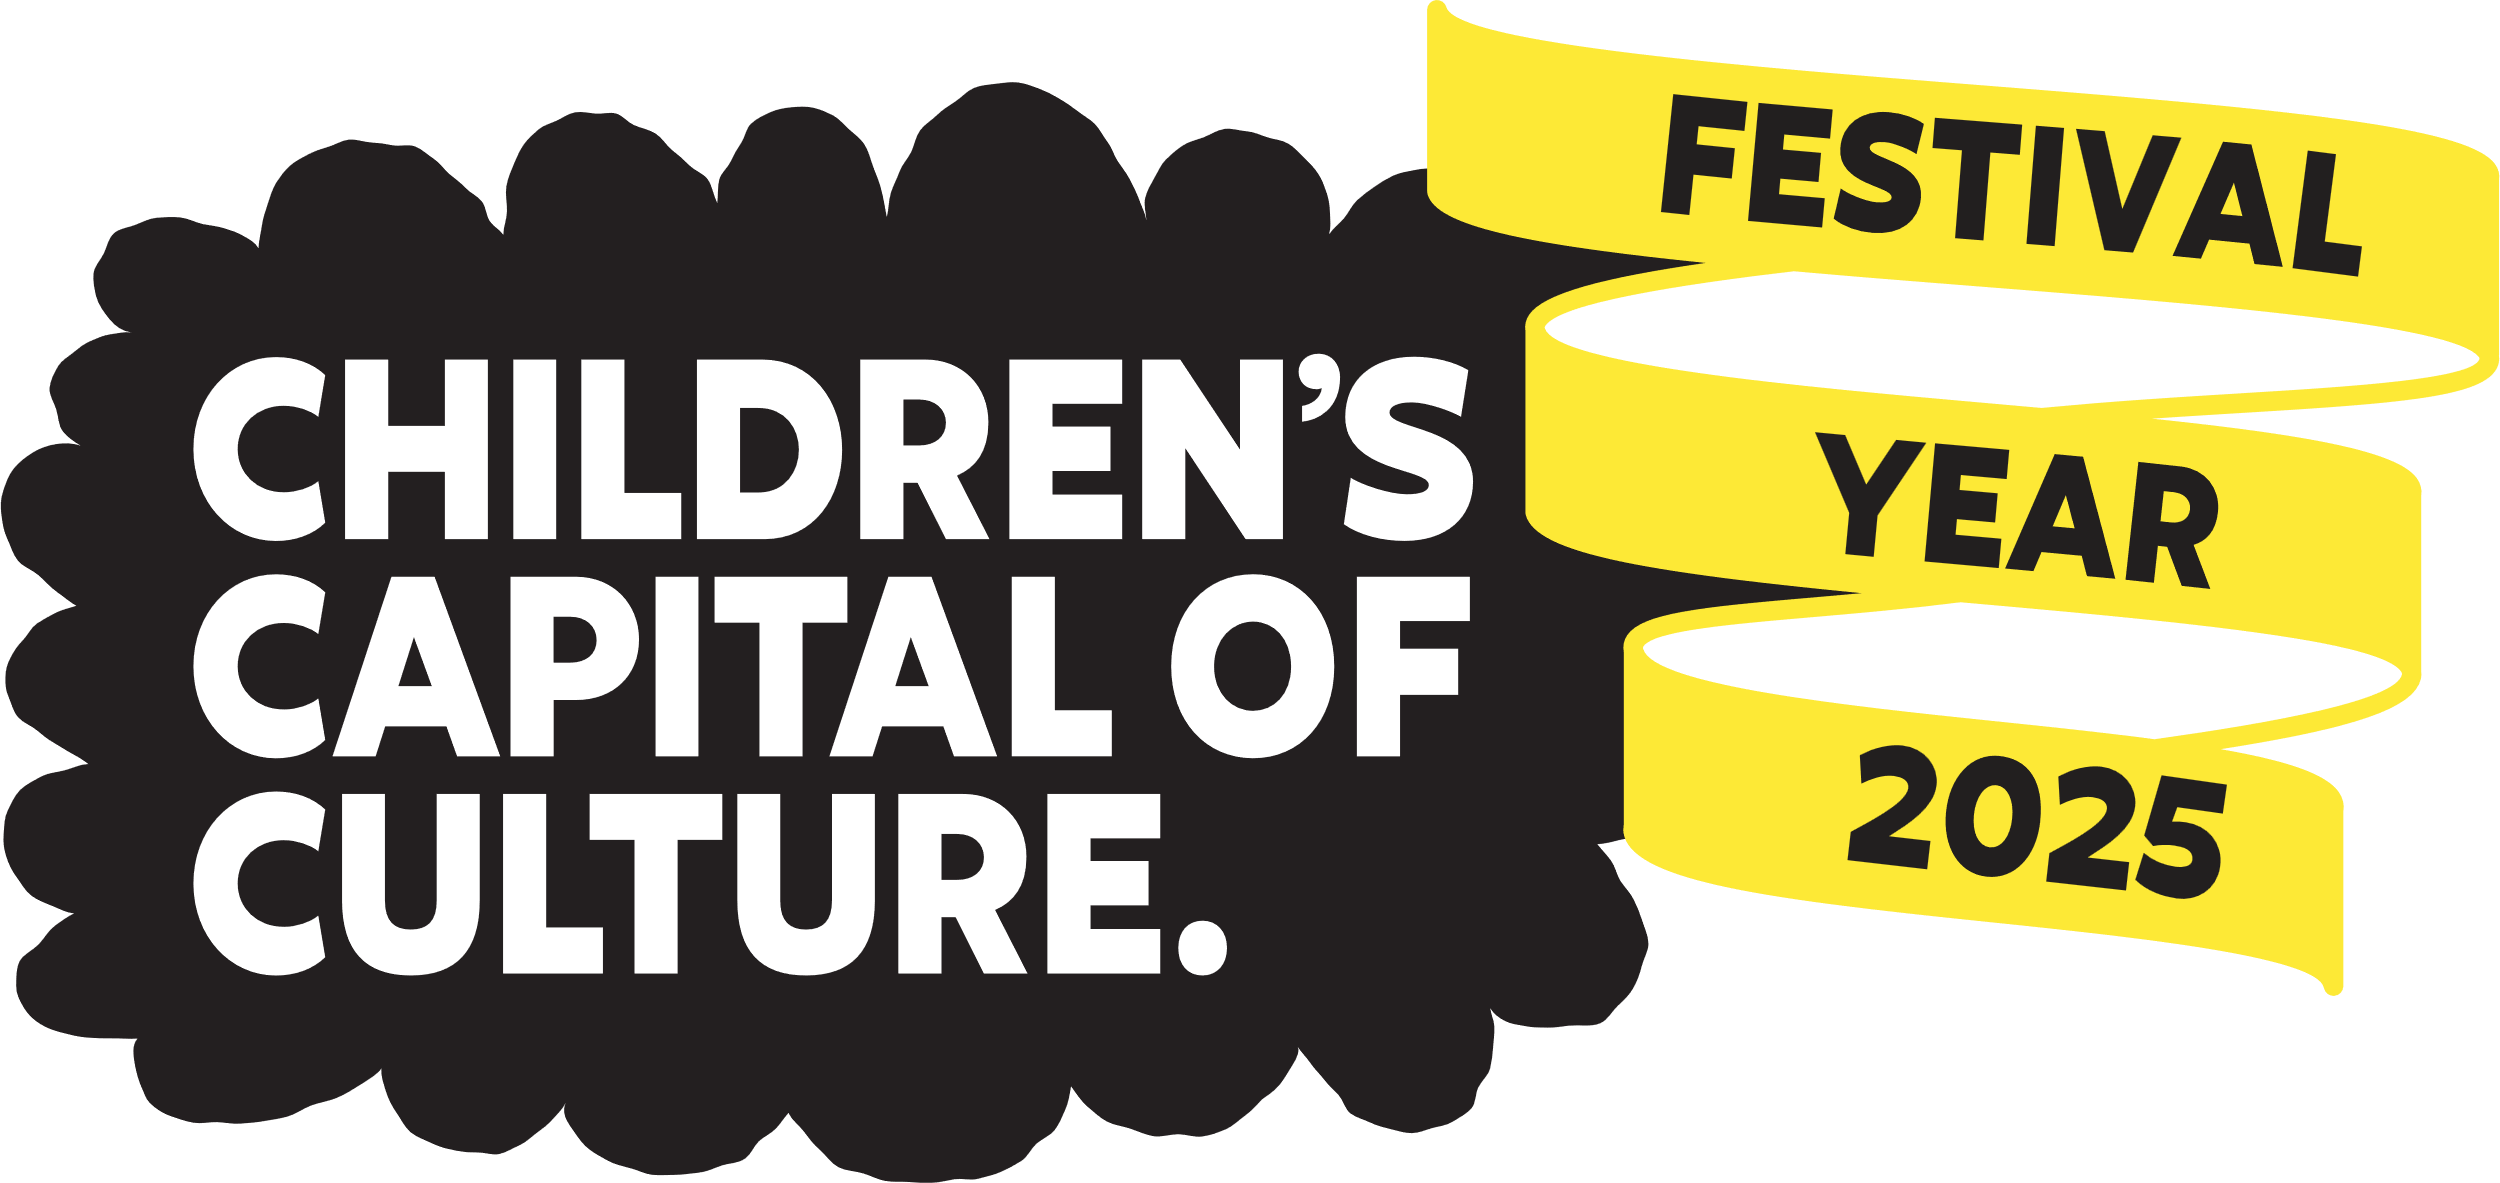 CHILDREN’S
CAPITAL OF
CULTURE.
FESTIVAL
YEAR
2025